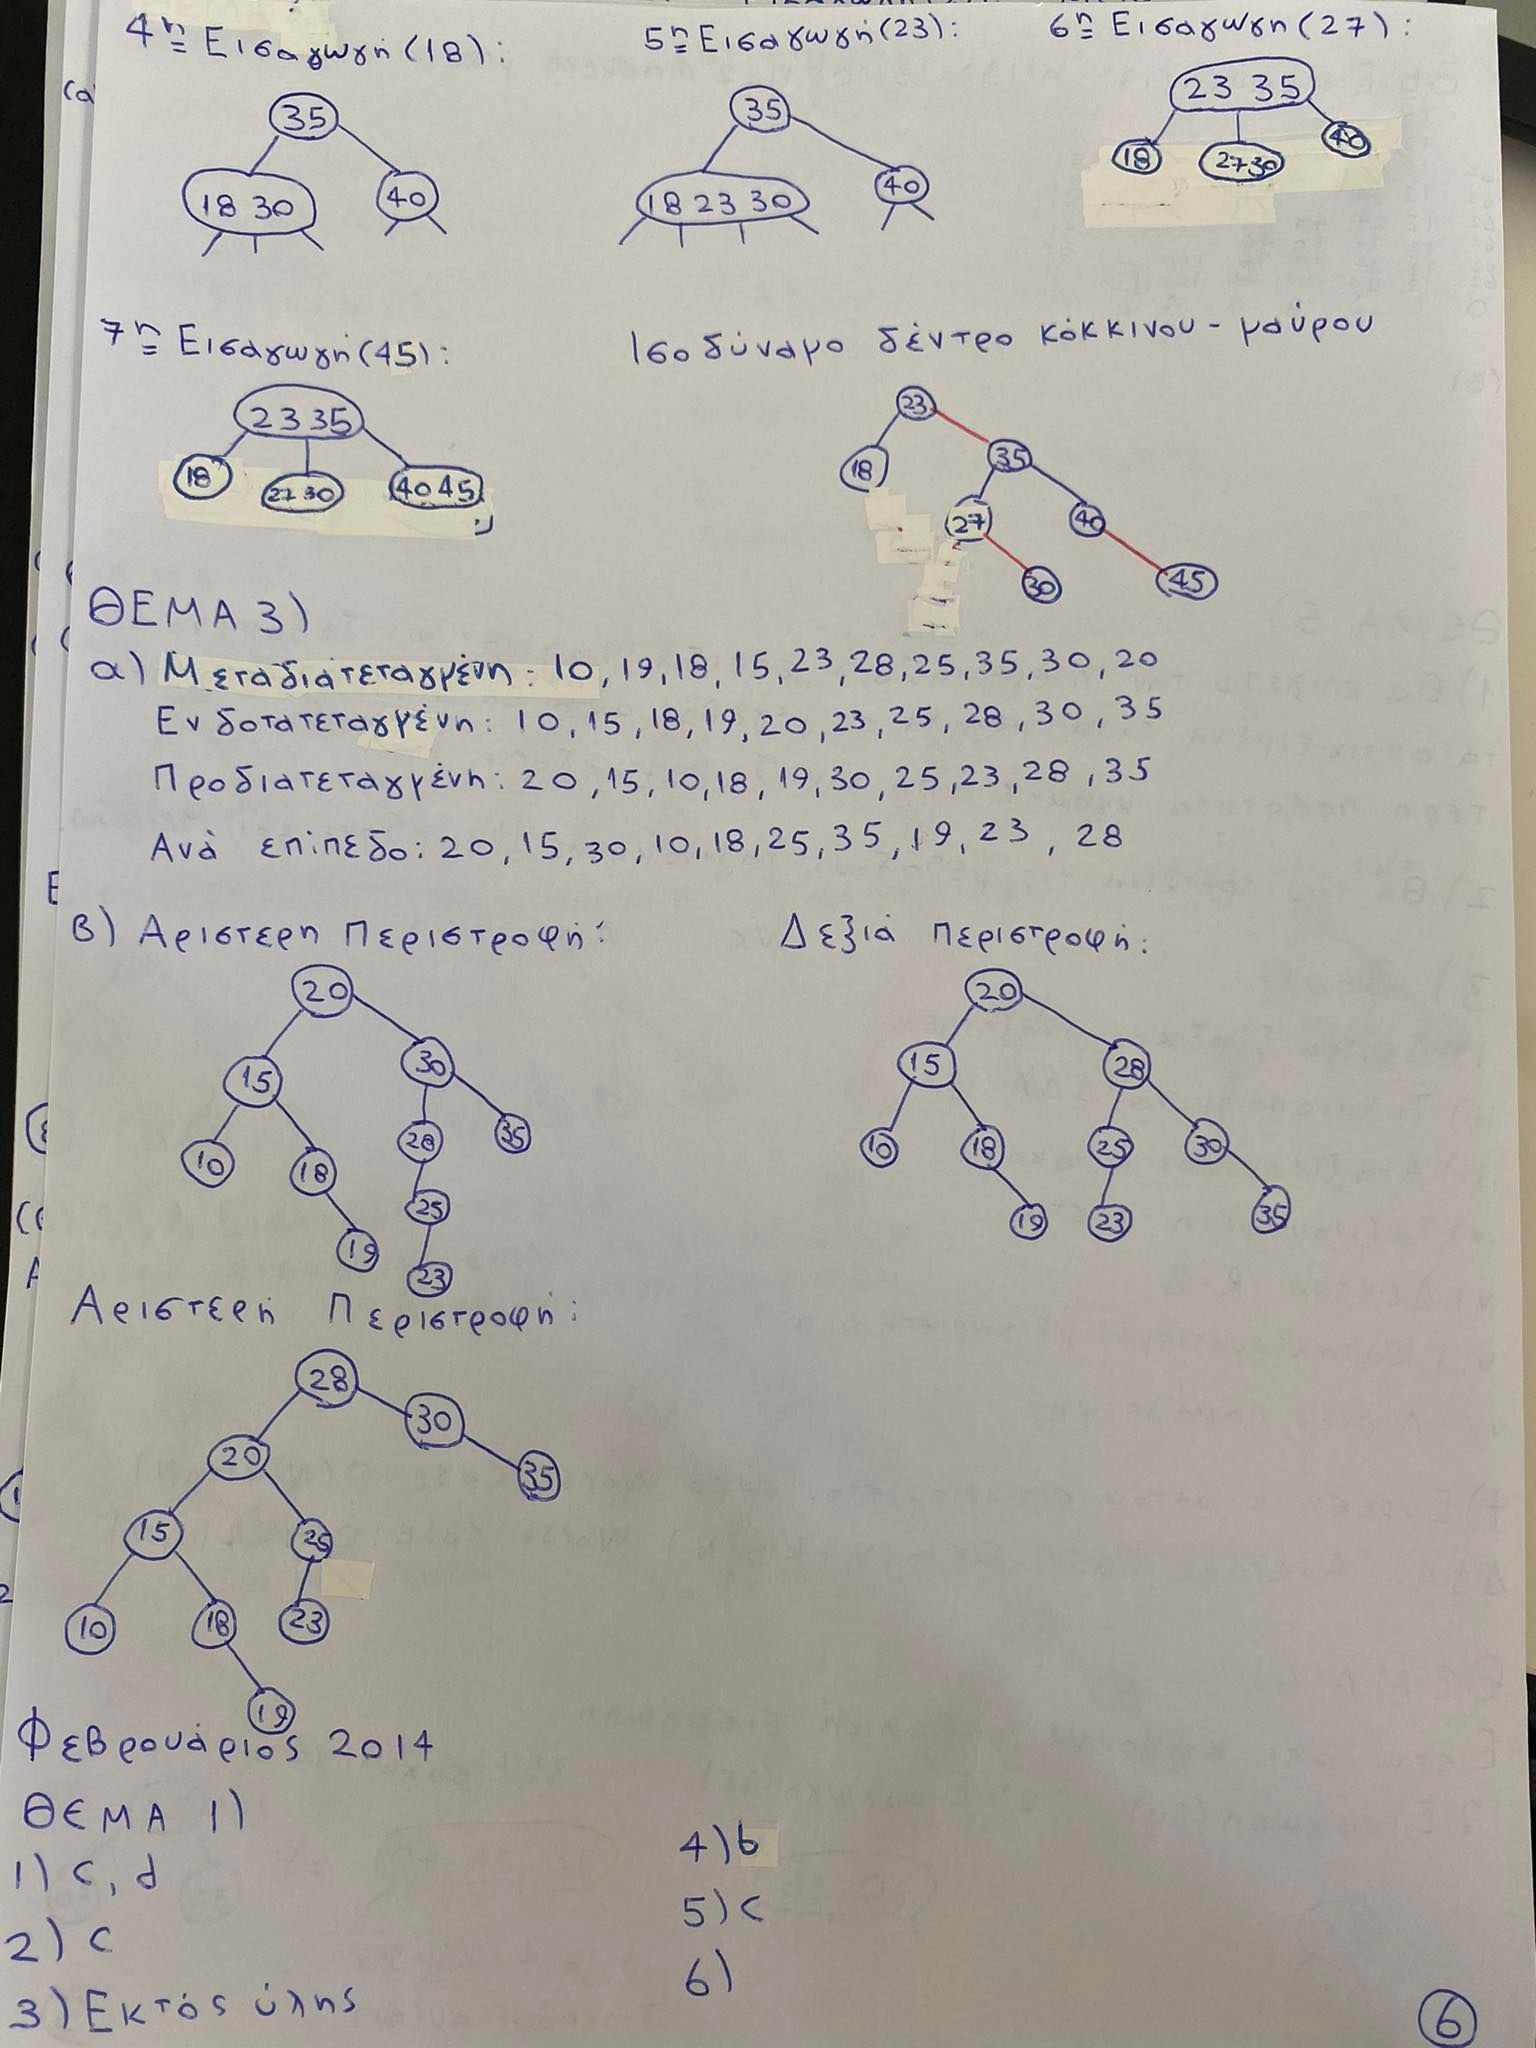 4η Εισαγωγή (18):
5η Εισαγωγή (23):
6η Εισαγωγή (27):
35
18 30
40
35
18 23 30
40
23 35
18
27 30
40
7η Εισαγωγή (45):
Ισοδύναμο δέντρο κόκκινου - μαύρου
23 35
18
27 30
40 45
23
18
35
27
40
30
45
ΘΕΜΑ 3)
α) Μεταδιατεταγμένη: 10, 19, 18, 15, 23, 28, 25, 35, 30, 20
Ενδοτατεταγμένη: 10, 15, 18, 19, 20, 23, 25, 28, 30, 35
Προδιατεταγμένη: 20, 15, 10, 18, 19, 30, 25, 23, 28, 35
Ανά επίπεδο: 20, 15, 30, 10, 18, 25, 35, 19, 23, 28
β) Αριστερη Περιστροφή:
Δεξιά περιστροφή:
20
15
30
10
18
28
35
19
25
23
20
15
28
10
18
25
30
19
23
35
Αριστερή Περιστροφή:
28
20
30
35
15
25
10
18
23
19
Φεβρουάριος 2014
ΘΕΜΑ 1)
1) c, d
2) c
3) Εκτός ύλης
4) b
5) c
6)
6